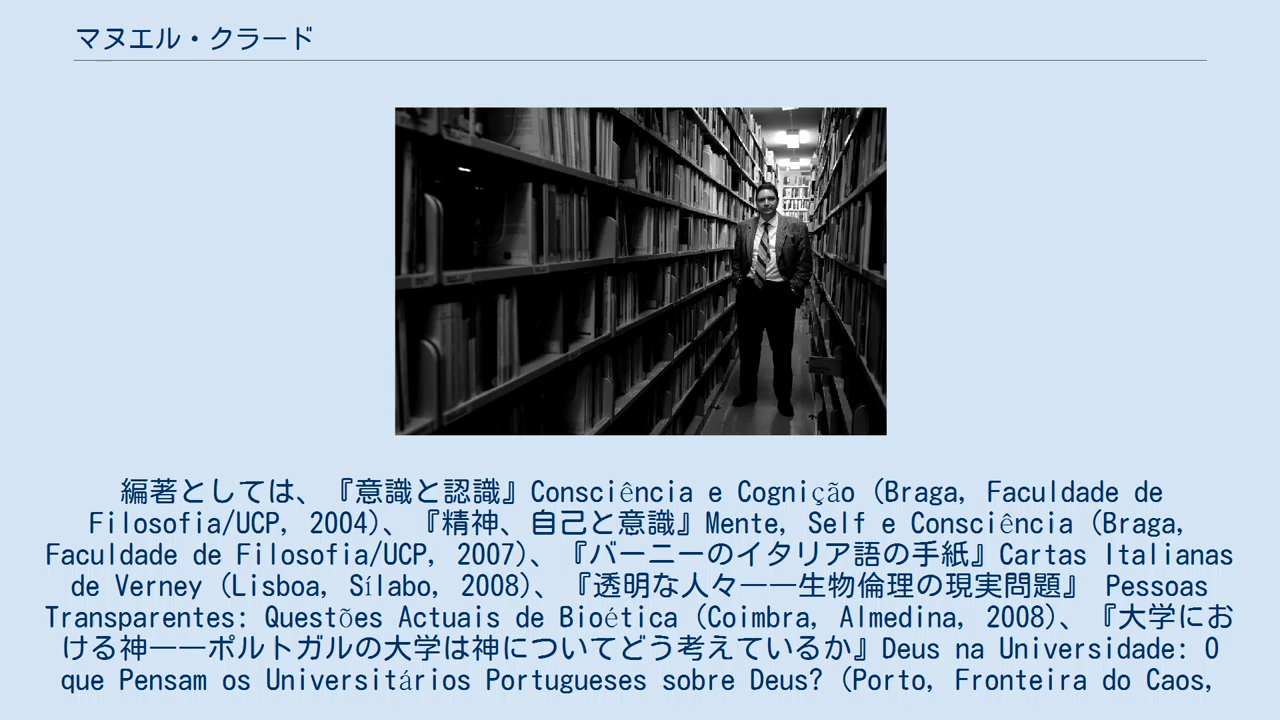 マヌエル・クラード
編著としては、『意識と認識』Consciência e Cognição (Braga, Faculdade de
Filosofia/UCP, 2004)、『精神、自己と意識』Mente, Self e Consciência (Braga,
Faculdade de Filosofia/UCP, 2007)、『バーニーのイタリア語の手紙』Cartas Italianas
de Verney (Lisboa, Sílabo, 2008)、『透明な人々――生物倫理の現実問題』 Pessoas
Transparentes: Questões Actuais de Bioética (Coimbra, Almedina, 2008)、『大学にお
ける神――ポルトガルの大学は神についてどう考えているか』Deus na Universidade: O
que Pensam os Universitários Portugueses sobre Deus? (Porto, Fronteira do Caos,